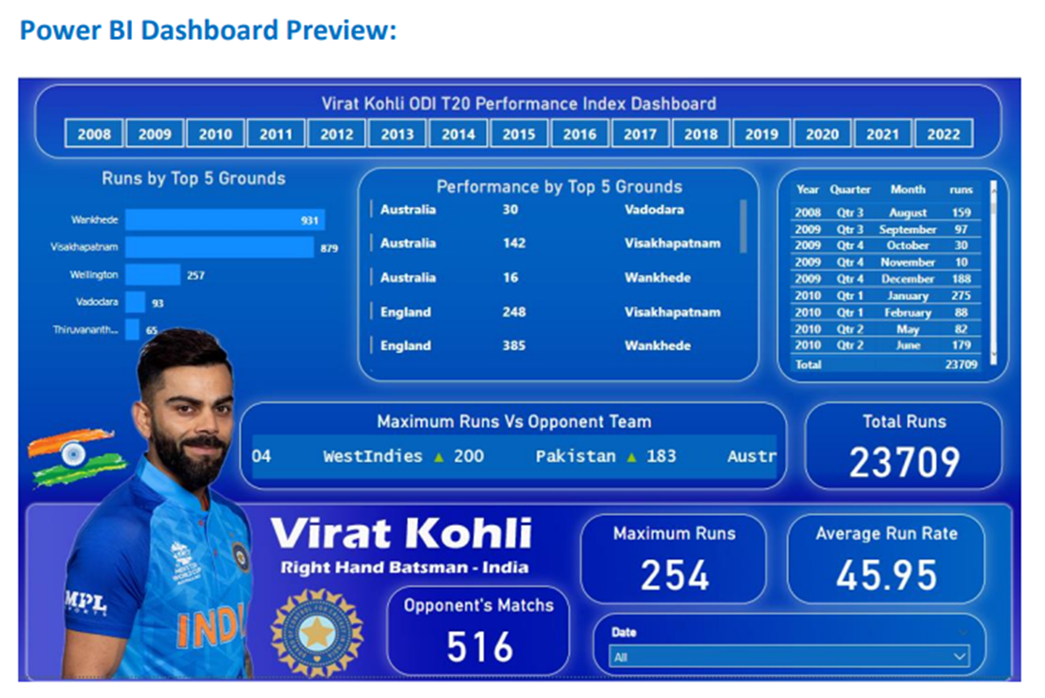 Power BI Dashboard Preview:
Virat Kohli ODI T20 Performance Index Dashboard
2008 2009 2010 2011 2012 2013 2014 2015 2016 2017 2018 2019 2020 2021 2022
Runs by Top 5 Grounds
Wankhede 931
Visakhapatnam 879
Wellington 257
Vadodara 93
Thiruvananth... 65
Performance by Top 5 Grounds
Australia 30 Vadodara
Australia 142 Visakhapatnam
Australia 16 Wankhede
England 248 Visakhapatnam
England 385 Wankhede
Year Quarter Month runs
2008 Qtr 3 August 159
2009 Qtr 3 September 97
2009 Qtr 4 October 30
2009 Qtr 4 November 10
2009 Qtr 4 December 188
2010 Qtr 1 January 275
2010 Qtr 1 February 88
2010 Qtr 2 May 82
2010 Qtr 2 June 179
Total 23709
Maximum Runs Vs Opponent Team
04 WestIndies ▲ 200 Pakistan ▲ 183 Austr
Total Runs
23709
Virat Kohli
Right Hand Batsman - India
Maximum Runs
254
Average Run Rate
45.95
Opponent's Matchs
516
Date
All
MPL
SPORTS
INDI